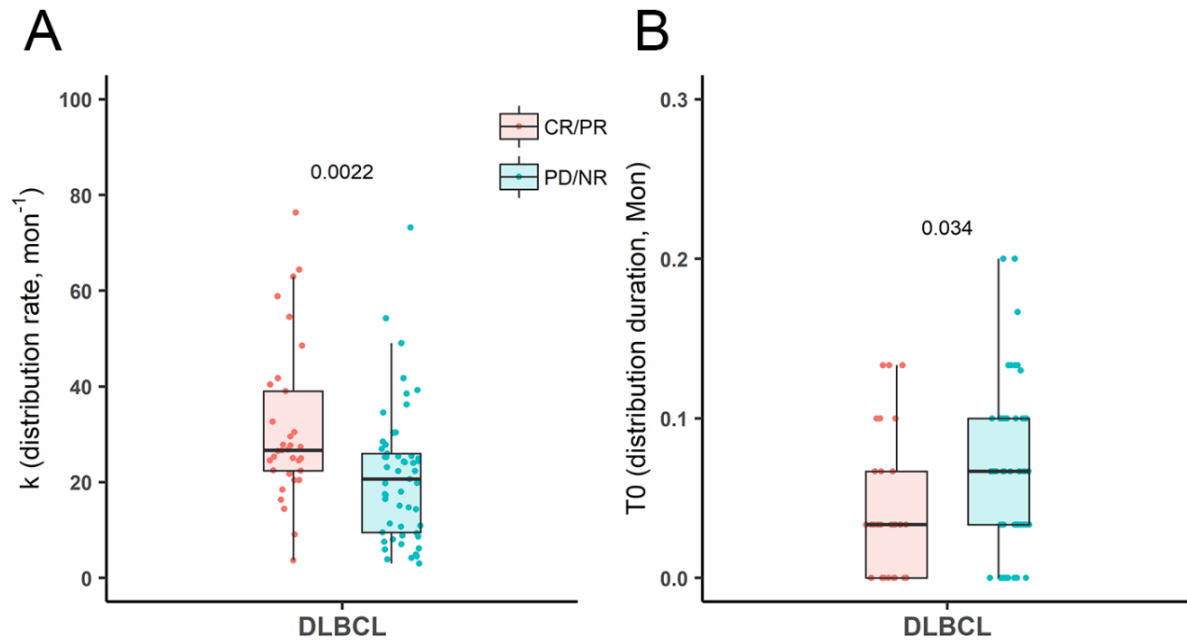 A
k (distribution rate, mon⁻¹)
100
80
60
40
20
0
0.0022
CR/PR
PD/NR
DLBCL
B
T0 (distribution duration, Mon)
0.3
0.2
0.1
0.0
0.034
DLBCL